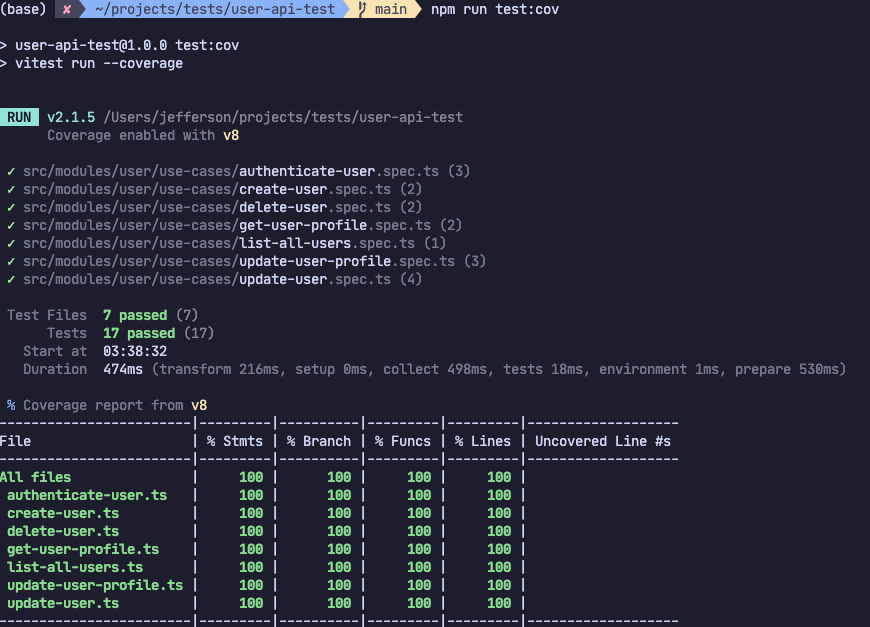 (base) ✘ ~/projects/tests/user-api-test main npm run test:cov
> user-api-test@1.0.0 test:cov
> vitest run --coverage
RUN v2.1.5 /Users/jefferson/projects/tests/user-api-test
Coverage enabled with v8
✓ src/modules/user/use-cases/authenticate-user.spec.ts (3)
✓ src/modules/user/use-cases/create-user.spec.ts (2)
✓ src/modules/user/use-cases/delete-user.spec.ts (2)
✓ src/modules/user/use-cases/get-user-profile.spec.ts (2)
✓ src/modules/user/use-cases/list-all-users.spec.ts (1)
✓ src/modules/user/use-cases/update-user-profile.spec.ts (3)
✓ src/modules/user/use-cases/update-user.spec.ts (4)
Test Files 7 passed (7)
Tests 17 passed (17)
Start at 03:38:32
Duration 474ms (transform 216ms, setup 0ms, collect 498ms, tests 18ms, environment 1ms, prepare 530ms)
% Coverage report from v8
------------------------|---------|----------|---------|---------|-------------------
File | % Stmts | % Branch | % Funcs | % Lines | Uncovered Line #s
------------------------|---------|----------|---------|---------|-------------------
All files | 100 | 100 | 100 | 100 |
authenticate-user.ts | 100 | 100 | 100 | 100 |
create-user.ts | 100 | 100 | 100 | 100 |
delete-user.ts | 100 | 100 | 100 | 100 |
get-user-profile.ts | 100 | 100 | 100 | 100 |
list-all-users.ts | 100 | 100 | 100 | 100 |
update-user-profile.ts | 100 | 100 | 100 | 100 |
update-user.ts | 100 | 100 | 100 | 100 |
------------------------|---------|----------|---------|---------|-------------------